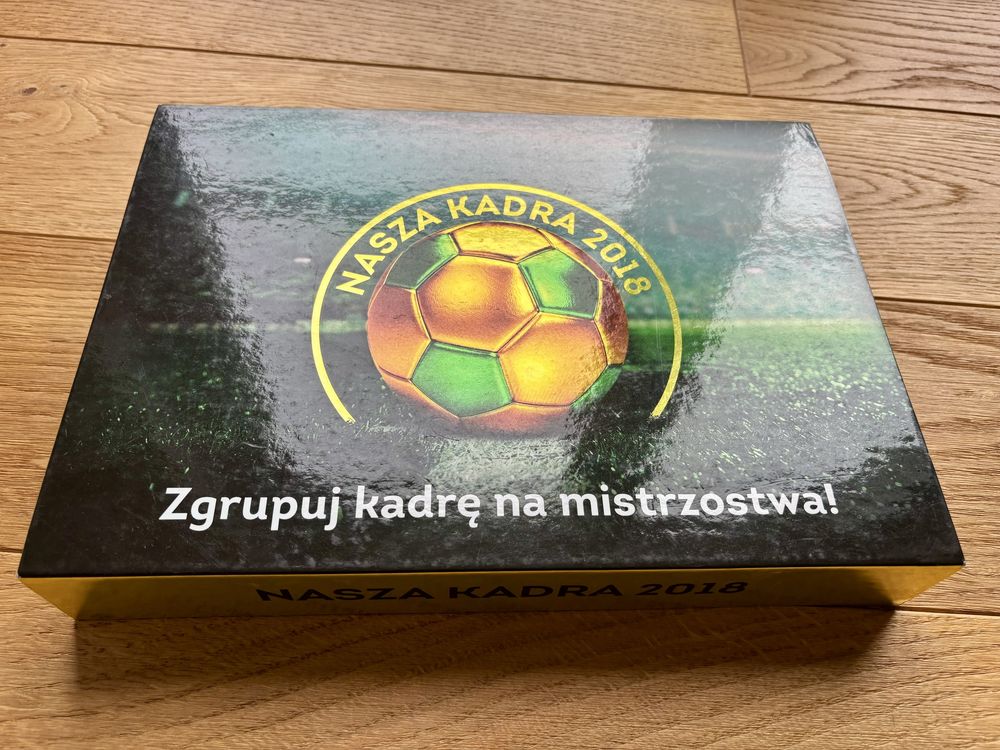 NASZA KADRA 2018
Zgrupuj kadrę na mistrzostwa!
NASZA KADRA 2018